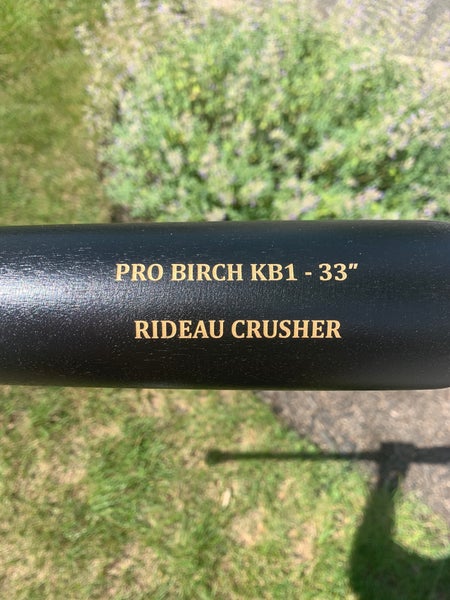 PRO BIRCH KB1 - 33"
RIDEAU CRUSHER